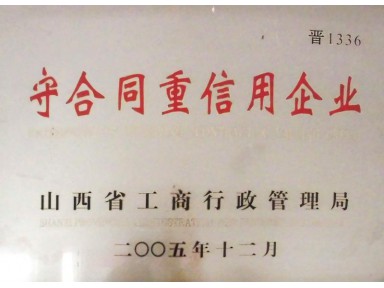 晋1336
守合同重信用企业
山西省工商行政管理局
二〇〇五年十二月